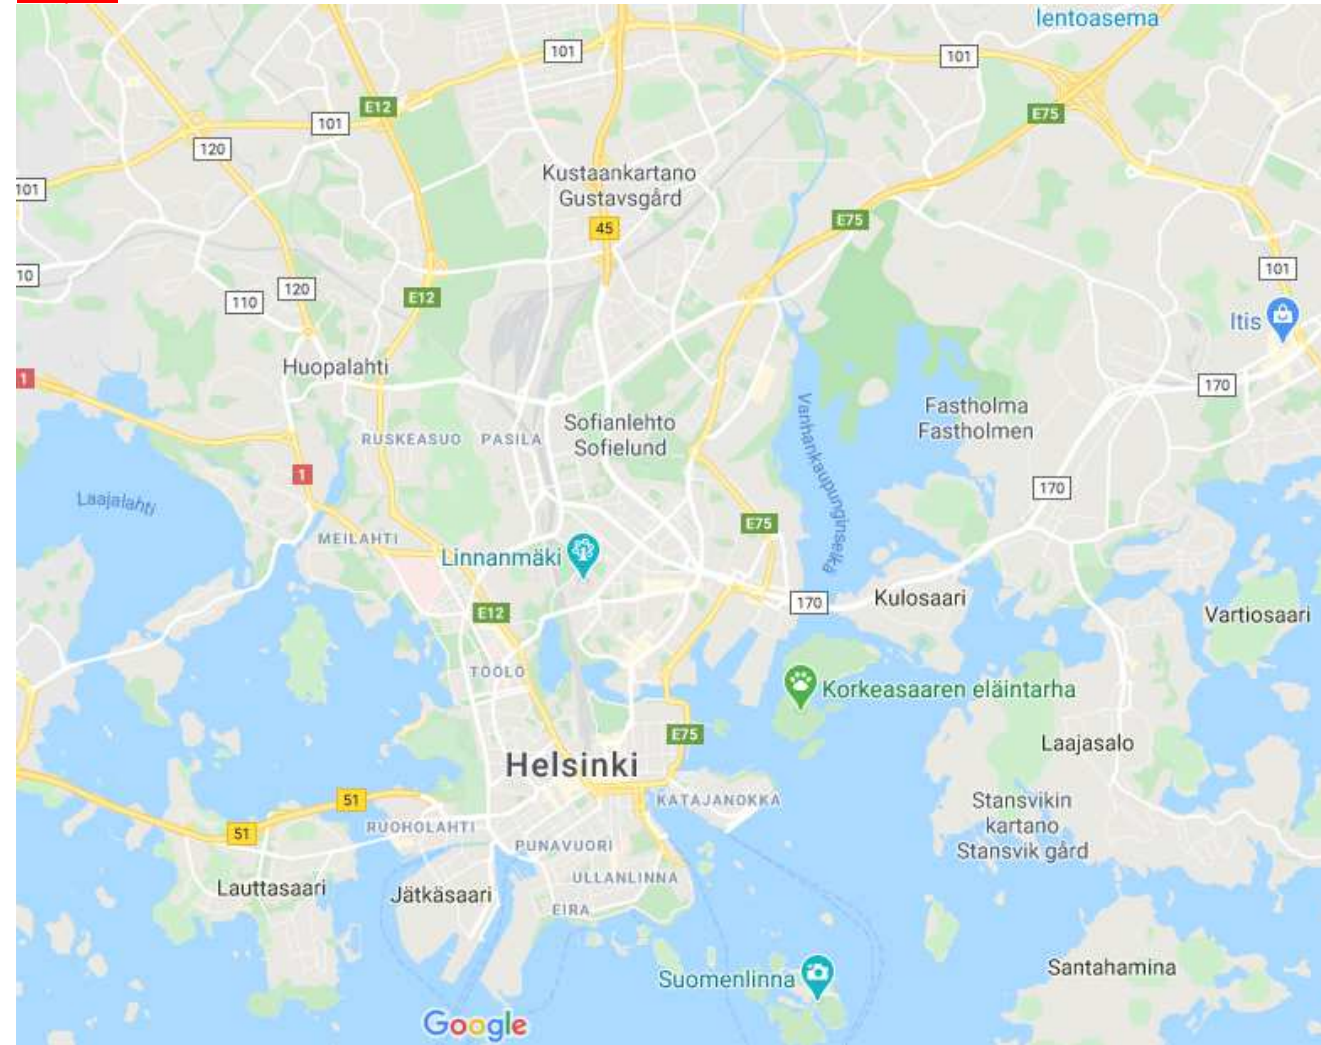 lentoasema
101
101
E12
E75
101
120
Kustaankartano
Gustavsgård
101
E75
45
101
10
120
E12
110
Itis
Huopalahti
1
170
Fastholma
Fastholmen
Sofianlehto
Sofielund
RUSKEASUO
PASILA
Vanhankaupunginselkä
1
170
Laajalahti
E75
MEILAHTI
Linnanmäki
170
Kulosaari
E12
Vartiosaari
TÖÖLÖ
Korkeasaaren eläintarha
E75
Laajasalo
Helsinki
51
KATAJANOKKA
Stansvikin
kartano
Stansvik gård
51
RUOHOLAHTI
PUNAVUORI
ULLANLINNA
Lauttasaari
Jätkäsaari
EIRA
Santahamina
Suomenlinna
Google